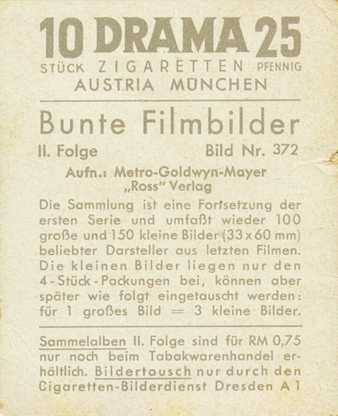 10 DRAMA 25
STÜCK ZIGARETTEN PFENNIG
AUSTRIA MÜNCHEN
Bunte Filmbilder
II. Folge Bild Nr. 372
Aufn.: Metro-Goldwyn-Mayer
„Ross" Verlag
Die Sammlung ist eine Fortsetzung der
ersten Serie und umfaßt wieder 100
große und 150 kleine Bilder (33 x 60 mm)
beliebter Darsteller aus letzten Filmen.
Die kleinen Bilder liegen nur den
4-Stück-Packungen bei, können aber
später wie folgt eingetauscht werden:
für 1 großes Bild = 3 kleine Bilder.
Sammelalben II. Folge sind für RM 0,75
nur noch beim Tabakwarenhandel er-
hältlich. Bildertausch nur durch den
Cigaretten-Bilderdienst Dresden A 1